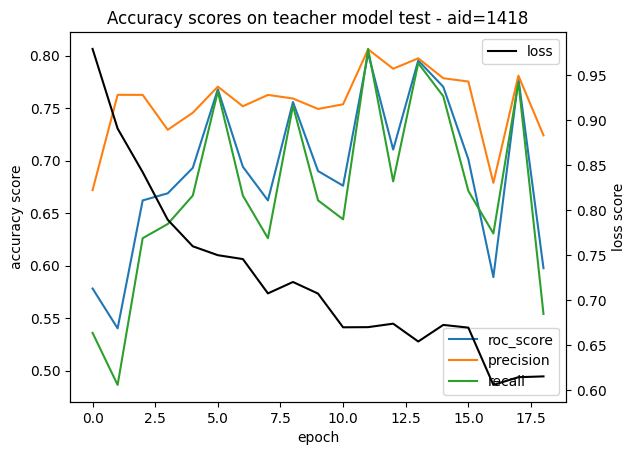 Accuracy scores on teacher model test - aid=1418
0.80
0.75
0.70
0.65
0.60
0.55
0.50
accuracy score
loss
0.95
0.90
0.85
0.80
0.75
0.70
0.65
0.60
loss score
roc_score
precision
recall
0.0
2.5
5.0
7.5
10.0
12.5
15.0
17.5
epoch